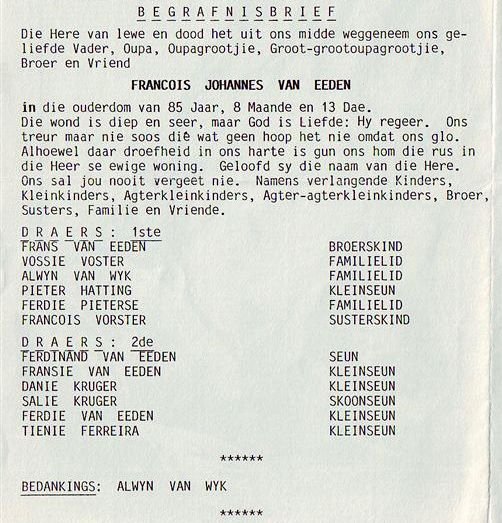 B E G R A F N I S B R I E F
Die Here van lewe en dood het uit ons midde weggeneem ons ge-
liefde Vader, Oupa, Oupagrootjie, Groot-grootoupagrootjie,
Broer en Vriend
FRANCOIS JOHANNES VAN EEDEN
in die ouderdom van 85 Jaar, 8 Maande en 13 Dae.
Die wond is diep en seer, maar God is Liefde: Hy regeer. Ons
treur maar nie soos dié wat geen hoop het nie omdat ons glo.
Alhoewel daar droefheid in ons harte is gun ons hom die rus in
die Heer se ewige woning. Geloofd sy die naam van die Here.
Ons sal jou nooit vergeet nie. Namens verlangende Kinders,
Kleinkinders, Agterkleinkinders, Agter-agterkleinkinders, Broer,
Susters, Familie en Vriende.
D R A E R S : 1ste
FRANS VAN EEDEN BROERSKIND
VOSSIE VOSTER FAMILIELID
ALWYN VAN WYK FAMILIELID
PIETER HATTING KLEINSEUN
FERDIE PIETERSE FAMILIELID
FRANCOIS VORSTER SUSTERSKIND
D R A E R S : 2de
FERDINAND VAN EEDEN SEUN
FRANSIE VAN EEDEN KLEINSEUN
DANIE KRUGER KLEINSEUN
SALIE KRUGER SKOONSEUN
FERDIE VAN EEDEN KLEINSEUN
TIENIE FERREIRA KLEINSEUN
******
BEDANKINGS: ALWYN VAN WYK
******